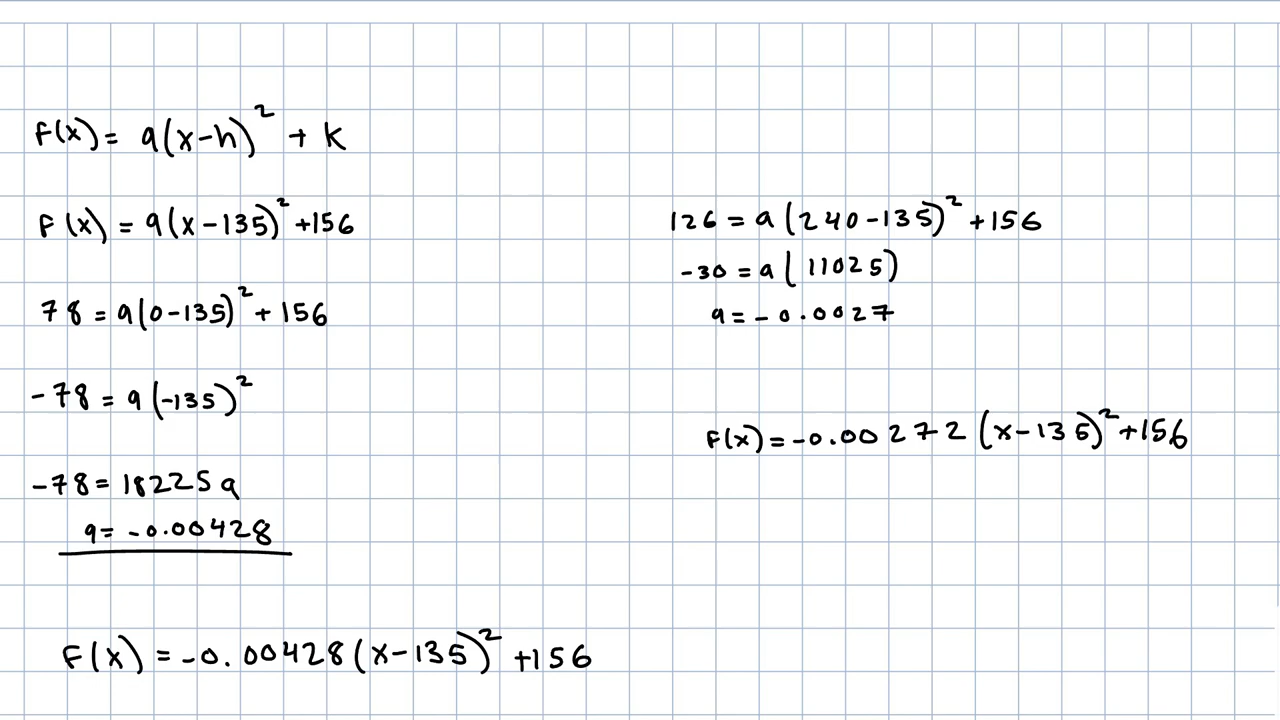 F(x) = a(x-h)² + k
F(x) = a(x-135)² +156
78 = a(0-135)² + 156
-78 = a(-135)²
-78 = 18225a
a = -0.00428
F(x) = -0.00428(x-135)² +156
126 = a(240-135)² +156
-30 = a(11025)
a = -0.0027
F(x) = -0.00272(x-135)² +156